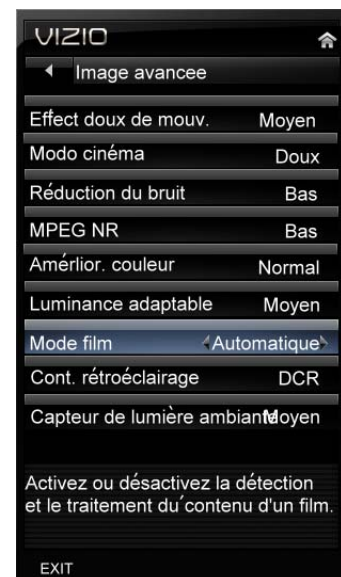 VIZIO
Image avancee
Effect doux de mouv. Moyen
Modo cinéma Doux
Réduction du bruit Bas
MPEG NR Bas
Amérlior. couleur Normal
Luminance adaptable Moyen
Mode film Automatique
Cont. rétroéclairage DCR
Capteur de lumière ambiante Moyen
Activez ou désactivez la détection
et le traitement du contenu d'un film.
EXIT